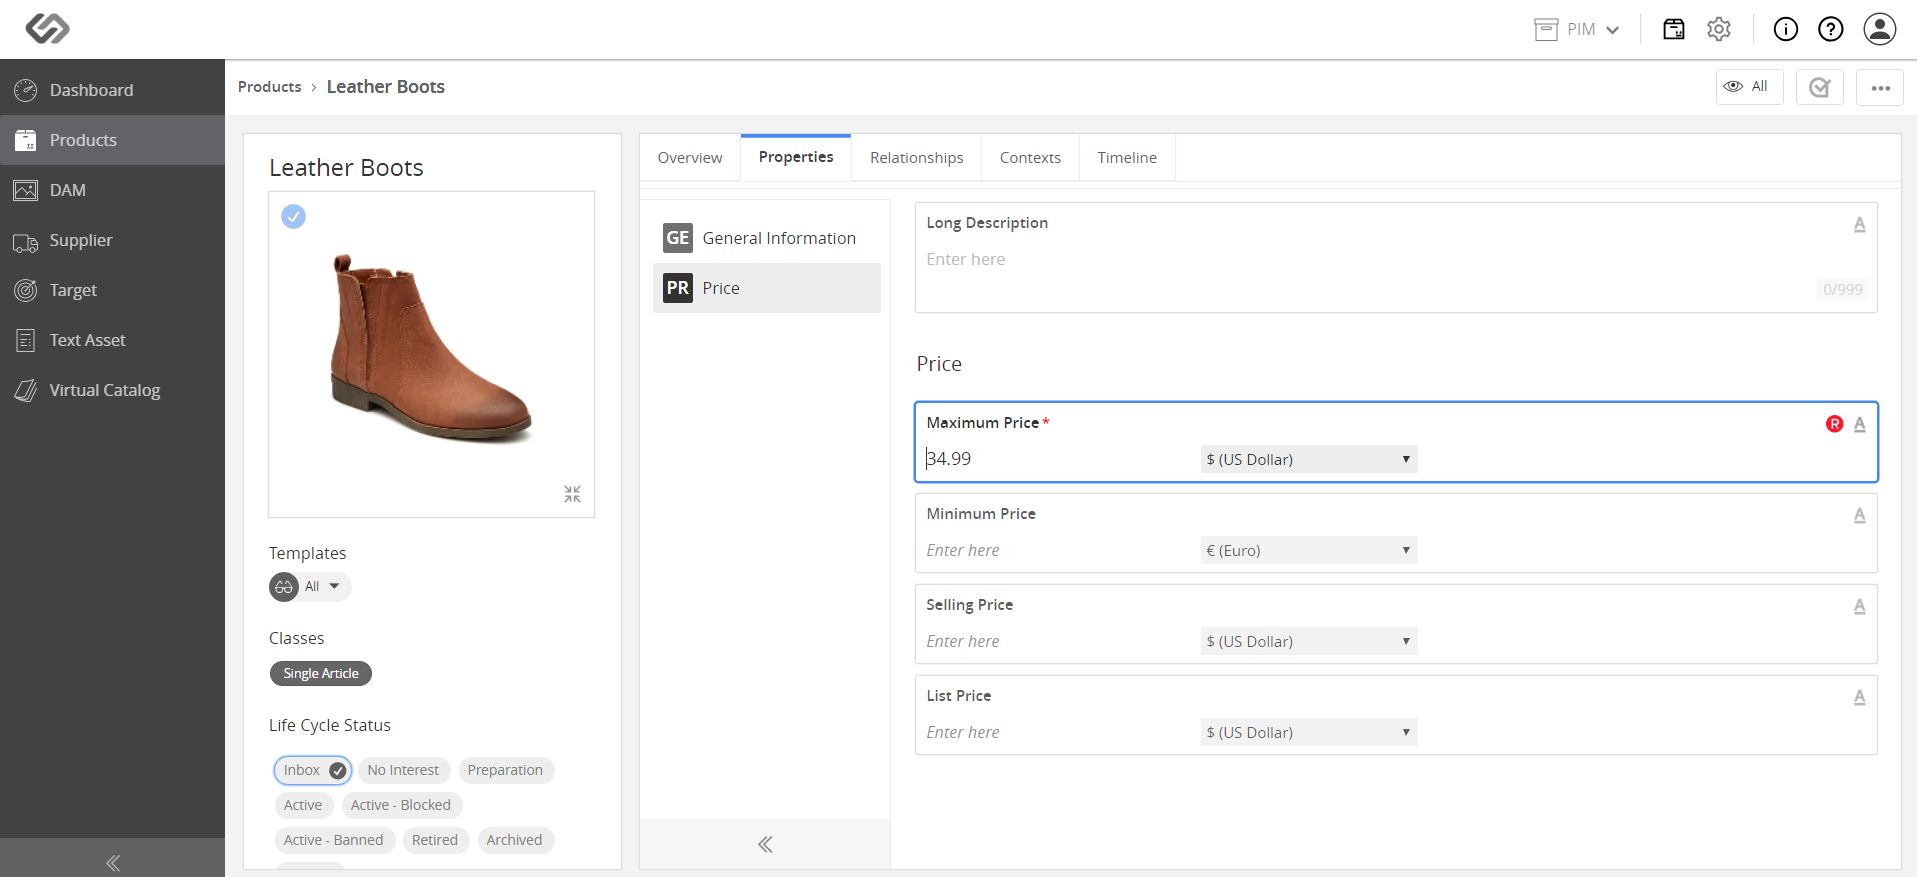 PIM
Dashboard
Products
DAM
Supplier
Target
Text Asset
Virtual Catalog
Products › Leather Boots
All
Leather Boots
Templates
All
Classes
Single Article
Life Cycle Status
Inbox No Interest Preparation
Active Active - Blocked
Active - Banned Retired Archived
Overview Properties Relationships Contexts Timeline
GE General Information
PR Price
Long Description A
Enter here
0/999
Price
Maximum Price* R A
34.99 $ (US Dollar)
Minimum Price A
Enter here € (Euro)
Selling Price A
Enter here $ (US Dollar)
List Price A
Enter here $ (US Dollar)